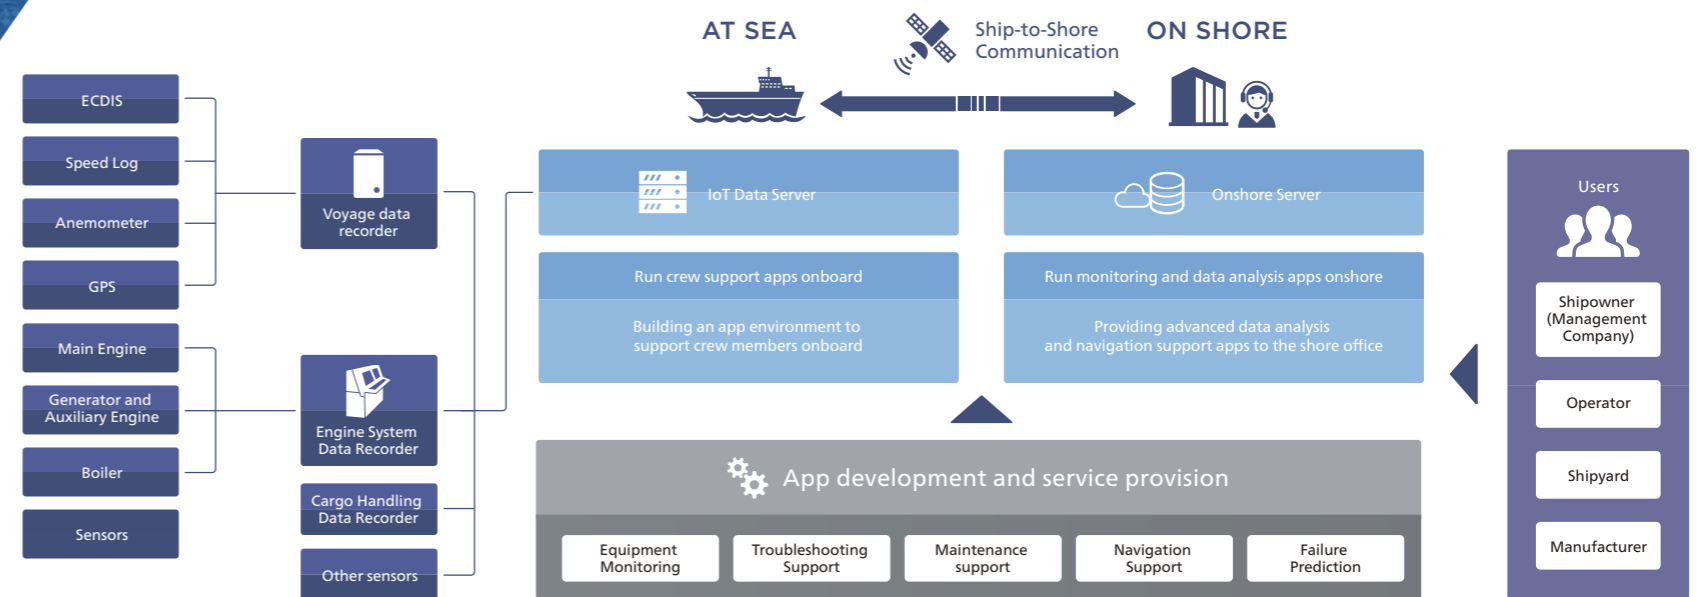 AT SEA
Ship-to-Shore
Communication
ON SHORE
ECDIS
Speed Log
Anemometer
GPS
Main Engine
Generator and
Auxiliary Engine
Boiler
Sensors
Voyage data
recorder
Engine System
Data Recorder
Cargo Handling
Data Recorder
Other sensors
IoT Data Server
Run crew support apps onboard
Building an app environment to
support crew members onboard
Onshore Server
Run monitoring and data analysis apps onshore
Providing advanced data analysis
and navigation support apps to the shore office
App development and service provision
Equipment
Monitoring
Troubleshooting
Support
Maintenance
support
Navigation
Support
Failure
Prediction
Users
Shipowner
(Management
Company)
Operator
Shipyard
Manufacturer